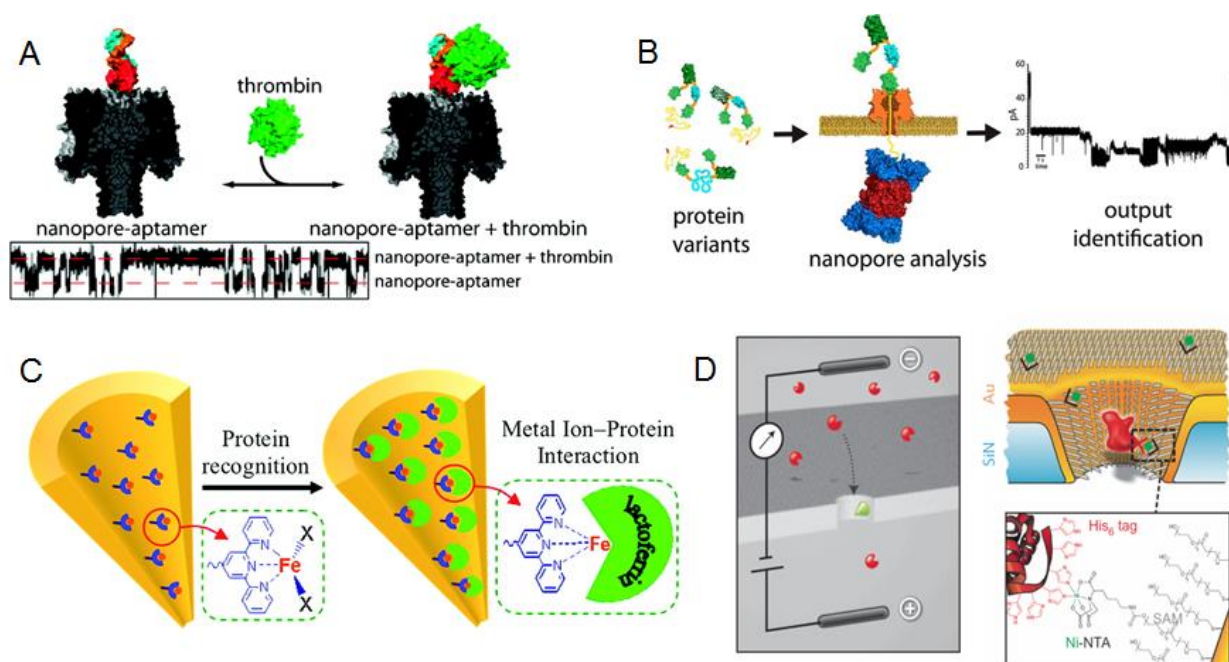 A
thrombin
nanopore-aptamer
nanopore-aptamer + thrombin
nanopore-aptamer + thrombin
nanopore-aptamer
B
protein
variants
nanopore analysis
60
40
20
0
pA
time
output
identification
C
Protein
recognition
N
N
N
Fe
X
X
Metal Ion–Protein
Interaction
N
N
N
Fe
lactoferrin
D
−
+
Au
SiN
His6 tag
Ni-NTA
SAM